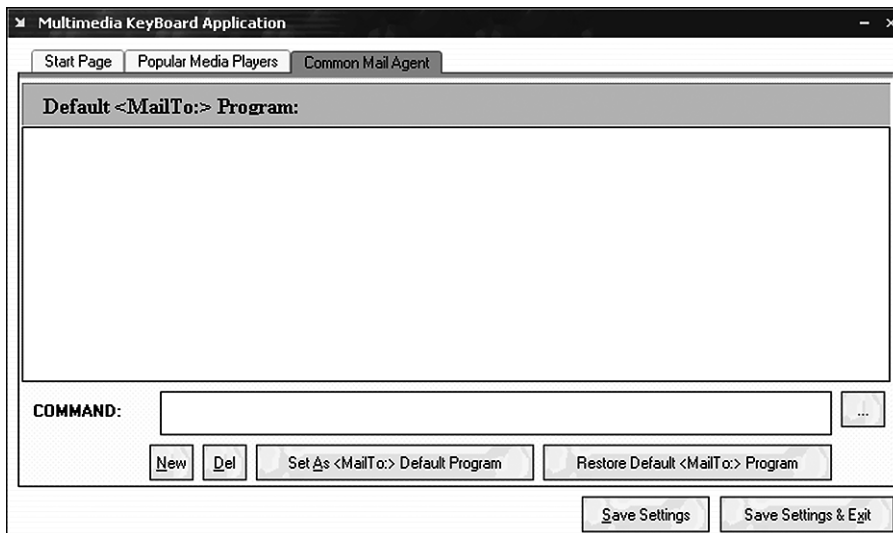 Multimedia KeyBoard Application
Start Page Popular Media Players Common Mail Agent
Default <MailTo:> Program:
COMMAND: ...
New Del Set As <MailTo:> Default Program Restore Default <MailTo:> Program
Save Settings Save Settings & Exit